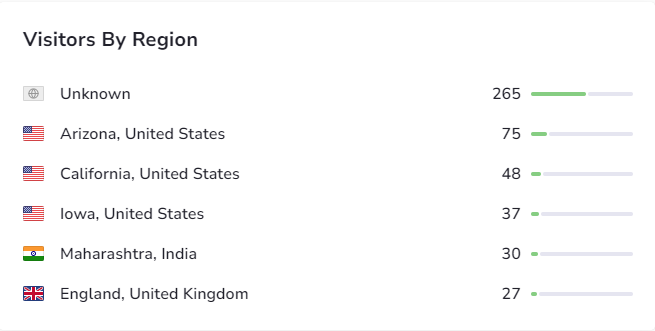 Visitors By Region
Unknown 265
Arizona, United States 75
California, United States 48
Iowa, United States 37
Maharashtra, India 30
England, United Kingdom 27